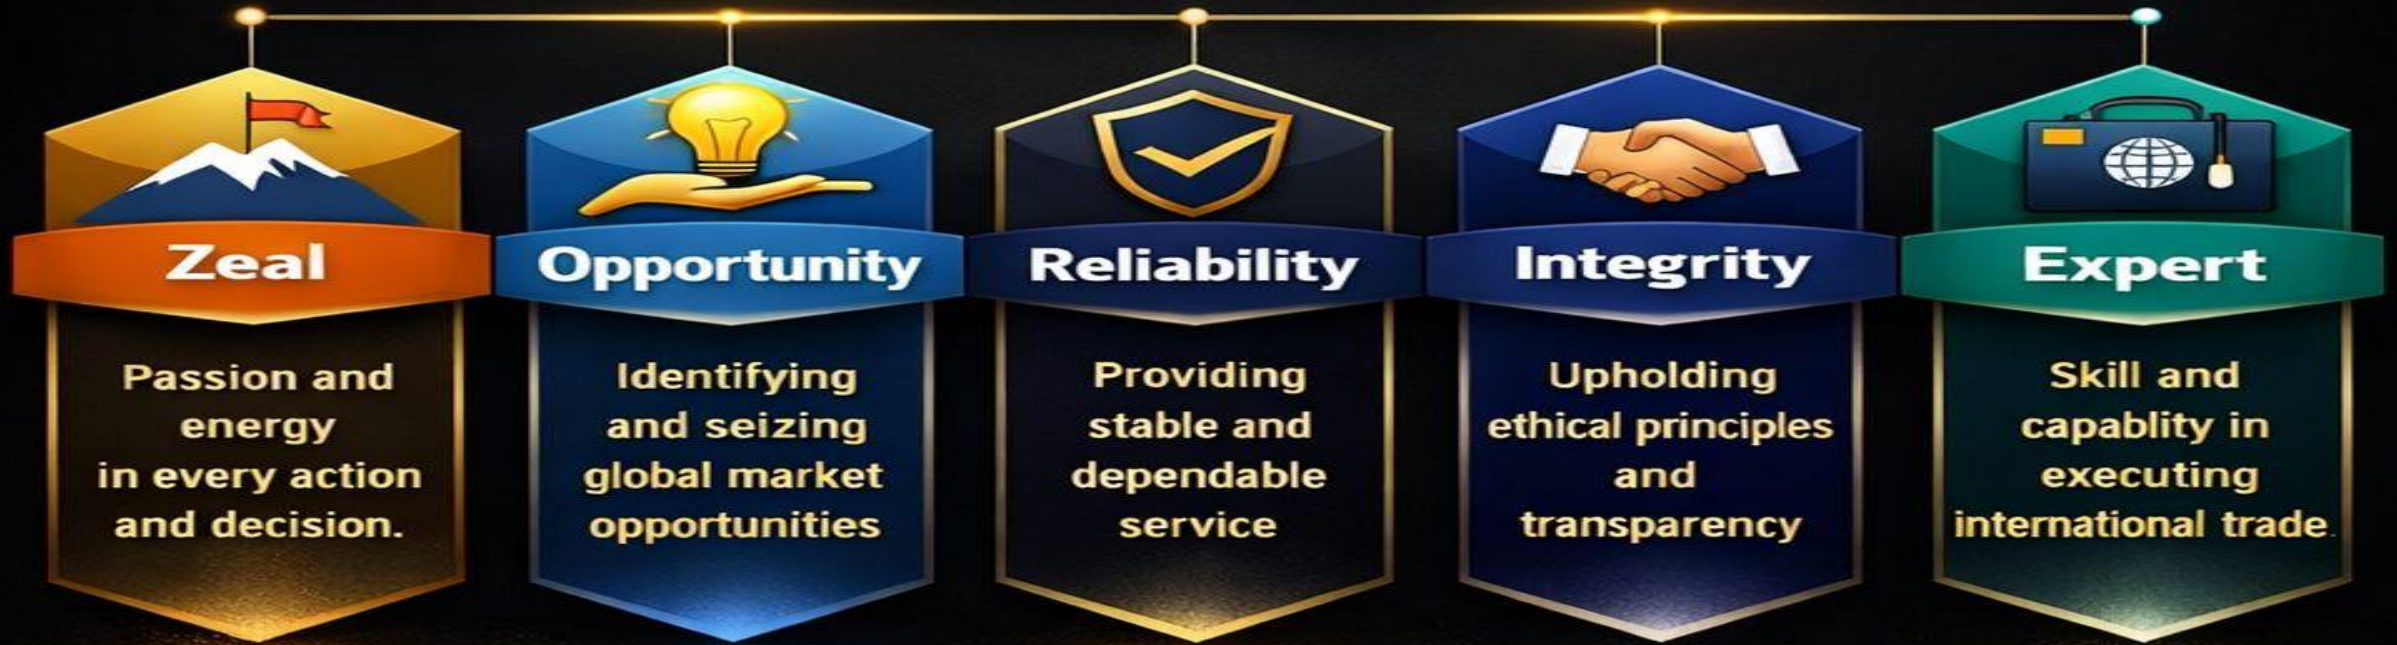 Zeal
Passion and
energy
in every action
and decision.
Opportunity
Identifying
and seizing
global market
opportunities
Reliability
Providing
stable and
dependable
service
Integrity
Upholding
ethical principles
and
transparency
Expert
Skill and
capablity in
executing
international trade.